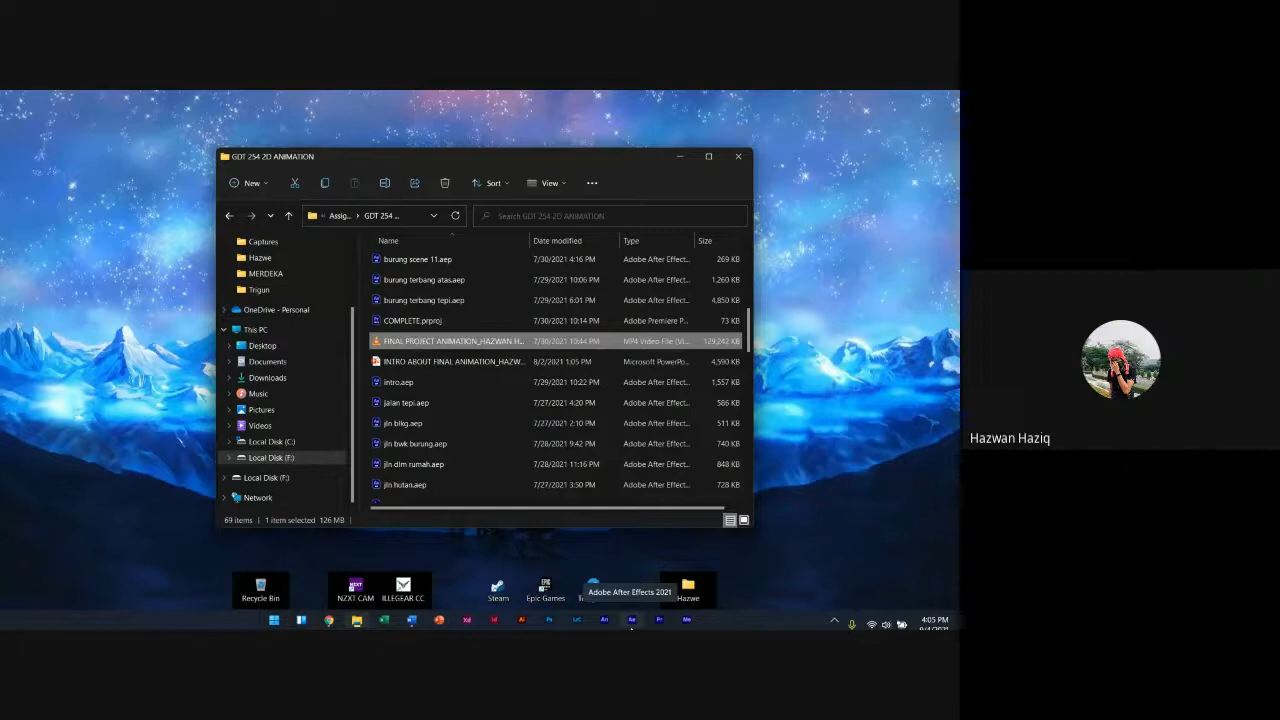 GDT 254 2D ANIMATION
New
Sort
View
Assig...
GDT 254 ...
Search GDT 254 2D ANIMATION
Name Date modified Type Size
Captures
Hazwe
MERDEKA
Trigun
OneDrive - Personal
This PC
Desktop
Documents
Downloads
Music
Pictures
Videos
Local Disk (C:)
Local Disk (F:)
Local Disk (F:)
Network
burung scene 11.aep 7/30/2021 4:16 PM Adobe After Effect... 269 KB
burung terbang atas.aep 7/29/2021 10:06 PM Adobe After Effect... 1,260 KB
burung terbang tepi.aep 7/29/2021 6:01 PM Adobe After Effect... 4,850 KB
COMPLETE.prproj 7/30/2021 10:14 PM Adobe Premiere P... 73 KB
FINAL PROJECT ANIMATION_HAZWAN H... 7/30/2021 10:44 PM MP4 Video File (VL... 129,242 KB
INTRO ABOUT FINAL ANIMATION_HAZW... 8/2/2021 1:05 PM Microsoft PowerPo... 4,590 KB
intro.aep 7/29/2021 10:22 PM Adobe After Effect... 1,557 KB
jalan tepi.aep 7/27/2021 4:20 PM Adobe After Effect... 586 KB
jln blkg.aep 7/27/2021 2:10 PM Adobe After Effect... 511 KB
jln bwk burung.aep 7/28/2021 9:42 PM Adobe After Effect... 740 KB
jln dlm rumah.aep 7/28/2021 11:16 PM Adobe After Effect... 848 KB
jln hutan.aep 7/27/2021 3:50 PM Adobe After Effect... 728 KB
69 items 1 item selected 126 MB
Hazwan Haziq
Adobe After Effects 2021
Recycle Bin
NZXT CAM
ILLEGEAR CC
Steam
Epic Games
Hazwe
Xd
Id
Ai
Ps
LrC
An
Ae
Pr
Me
4:05 PM